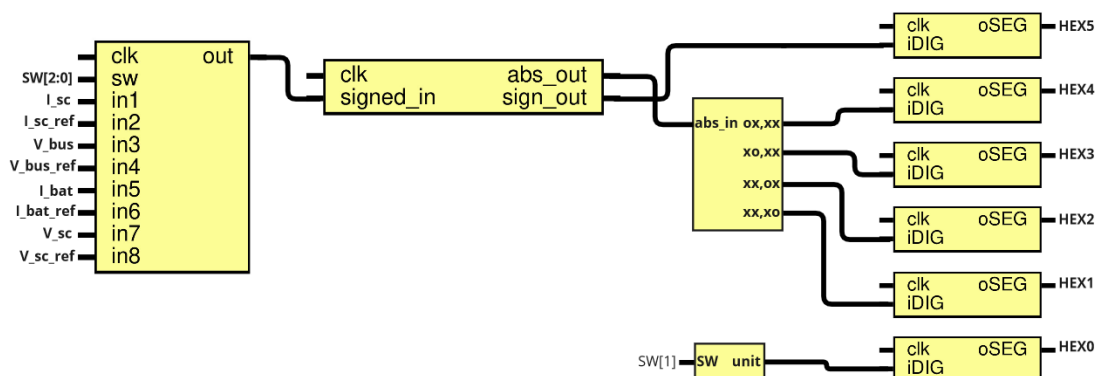 clk out
SW[2:0] sw
I_sc in1
I_sc_ref in2
V_bus in3
V_bus_ref in4
I_bat in5
I_bat_ref in6
V_sc in7
V_sc_ref in8
clk abs_out
signed_in sign_out
abs_in ox,xx
xo,xx
xx,ox
xx,xo
clk oSEG HEX5
iDIG
clk oSEG HEX4
iDIG
clk oSEG HEX3
iDIG
clk oSEG HEX2
iDIG
clk oSEG HEX1
iDIG
SW[1] SW unit
clk oSEG HEX0
iDIG